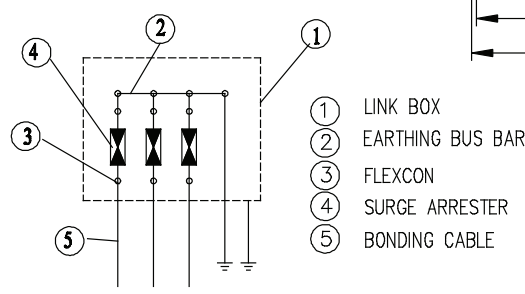 2
1
4
3
5
1 LINK BOX
2 EARTHING BUS BAR
3 FLEXCON
4 SURGE ARRESTER
5 BONDING CABLE